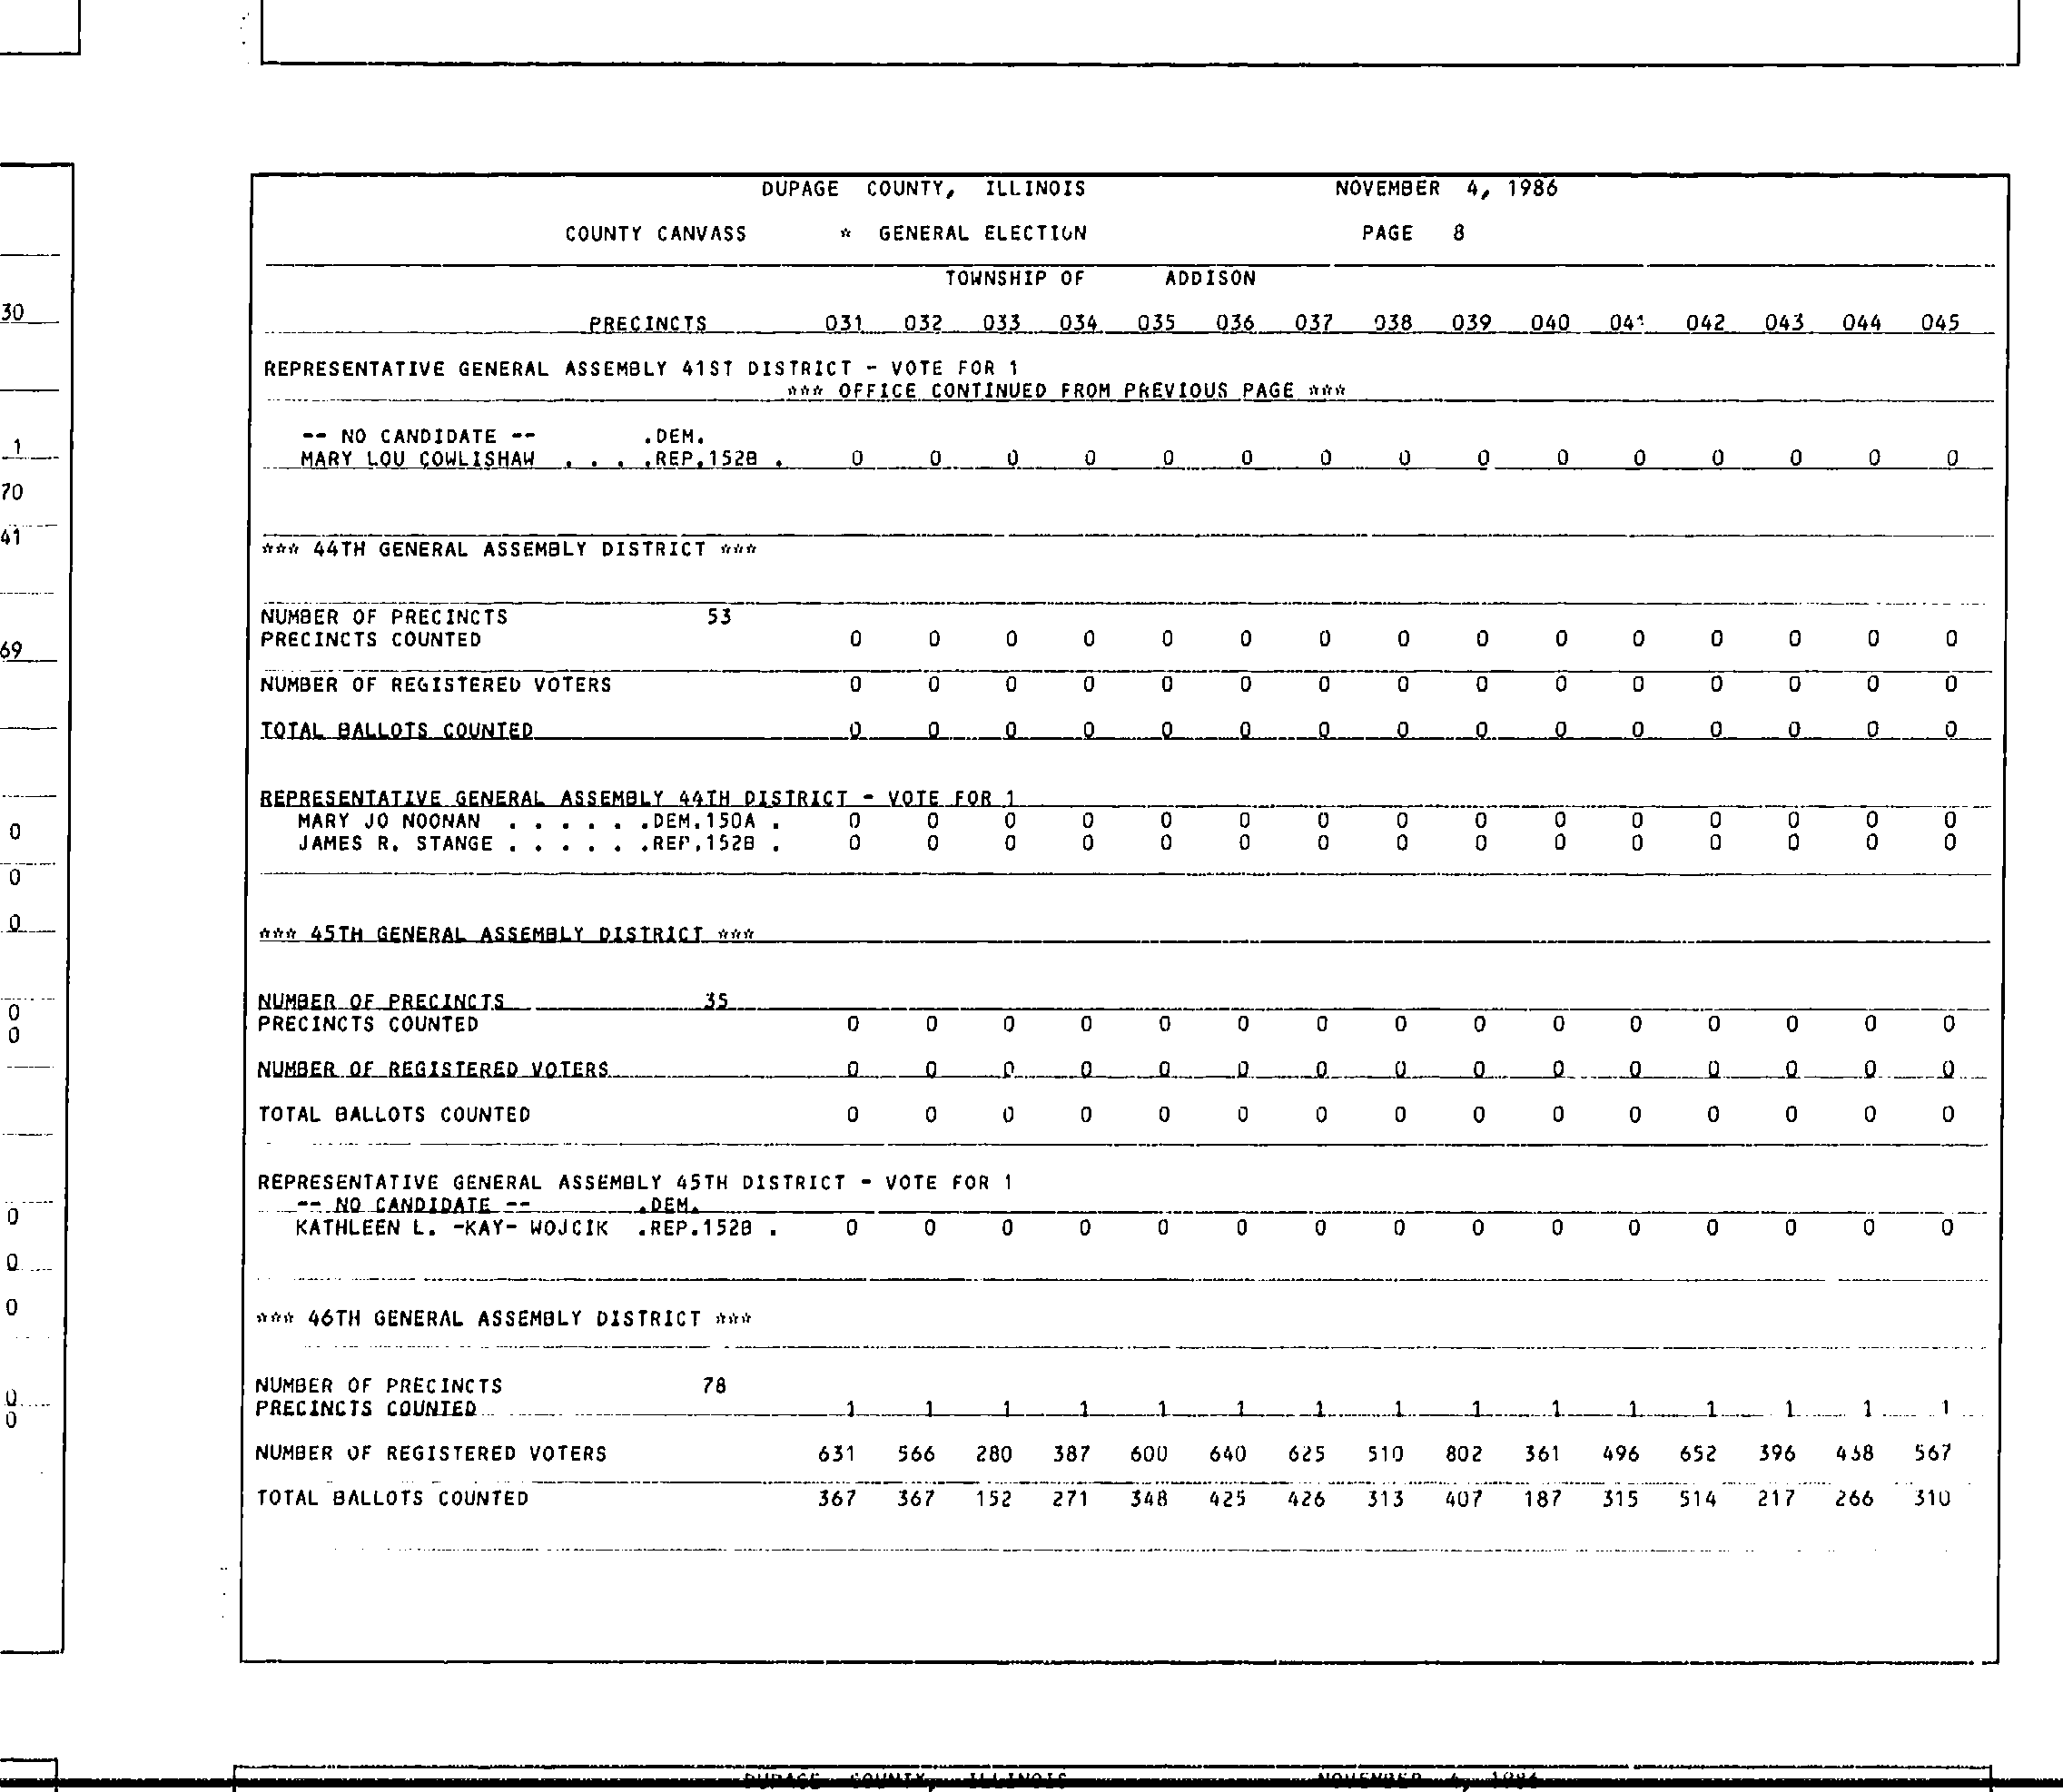 DUPAGE COUNTY, ILLINOIS NOVEMBER 4, 1986
COUNTY CANVASS * GENERAL ELECTION PAGE 8
TOWNSHIP OF ADDISON
PRECINCTS 031 032 033 034 035 036 037 038 039 040 041 042 043 044 045
REPRESENTATIVE GENERAL ASSEMBLY 41ST DISTRICT - VOTE FOR 1
*** OFFICE CONTINUED FROM PREVIOUS PAGE ***
-- NO CANDIDATE -- .DEM.
MARY LOU COWLISHAW . . . .REP.152B . 0 0 0 0 0 0 0 0 0 0 0 0 0 0 0
*** 44TH GENERAL ASSEMBLY DISTRICT ***
NUMBER OF PRECINCTS 53
PRECINCTS COUNTED 0 0 0 0 0 0 0 0 0 0 0 0 0 0 0
NUMBER OF REGISTERED VOTERS 0 0 0 0 0 0 0 0 0 0 0 0 0 0 0
TOTAL BALLOTS COUNTED 0 0 0 0 0 0 0 0 0 0 0 0 0 0 0
REPRESENTATIVE GENERAL ASSEMBLY 44TH DISTRICT - VOTE FOR 1
MARY JO NOONAN . . . . . .DEM.150A . 0 0 0 0 0 0 0 0 0 0 0 0 0 0 0
JAMES R. STANGE . . . . . .REP.152B . 0 0 0 0 0 0 0 0 0 0 0 0 0 0 0
*** 45TH GENERAL ASSEMBLY DISTRICT ***
NUMBER OF PRECINCTS 35
PRECINCTS COUNTED 0 0 0 0 0 0 0 0 0 0 0 0 0 0 0
NUMBER OF REGISTERED VOTERS 0 0 0 0 0 0 0 0 0 0 0 0 0 0 0
TOTAL BALLOTS COUNTED 0 0 0 0 0 0 0 0 0 0 0 0 0 0 0
REPRESENTATIVE GENERAL ASSEMBLY 45TH DISTRICT - VOTE FOR 1
-- NO CANDIDATE -- .DEM.
KATHLEEN L. -KAY- WOJCIK .REP.152B . 0 0 0 0 0 0 0 0 0 0 0 0 0 0 0
*** 46TH GENERAL ASSEMBLY DISTRICT ***
NUMBER OF PRECINCTS 78
PRECINCTS COUNTED 1 1 1 1 1 1 1 1 1 1 1 1 1 1 1
NUMBER OF REGISTERED VOTERS 631 566 280 387 600 640 625 510 802 361 496 652 396 438 567
TOTAL BALLOTS COUNTED 367 367 152 271 348 425 426 313 407 187 315 514 217 266 310
DUPAGE COUNTY, ILLINOIS NOVEMBER 4, 1986